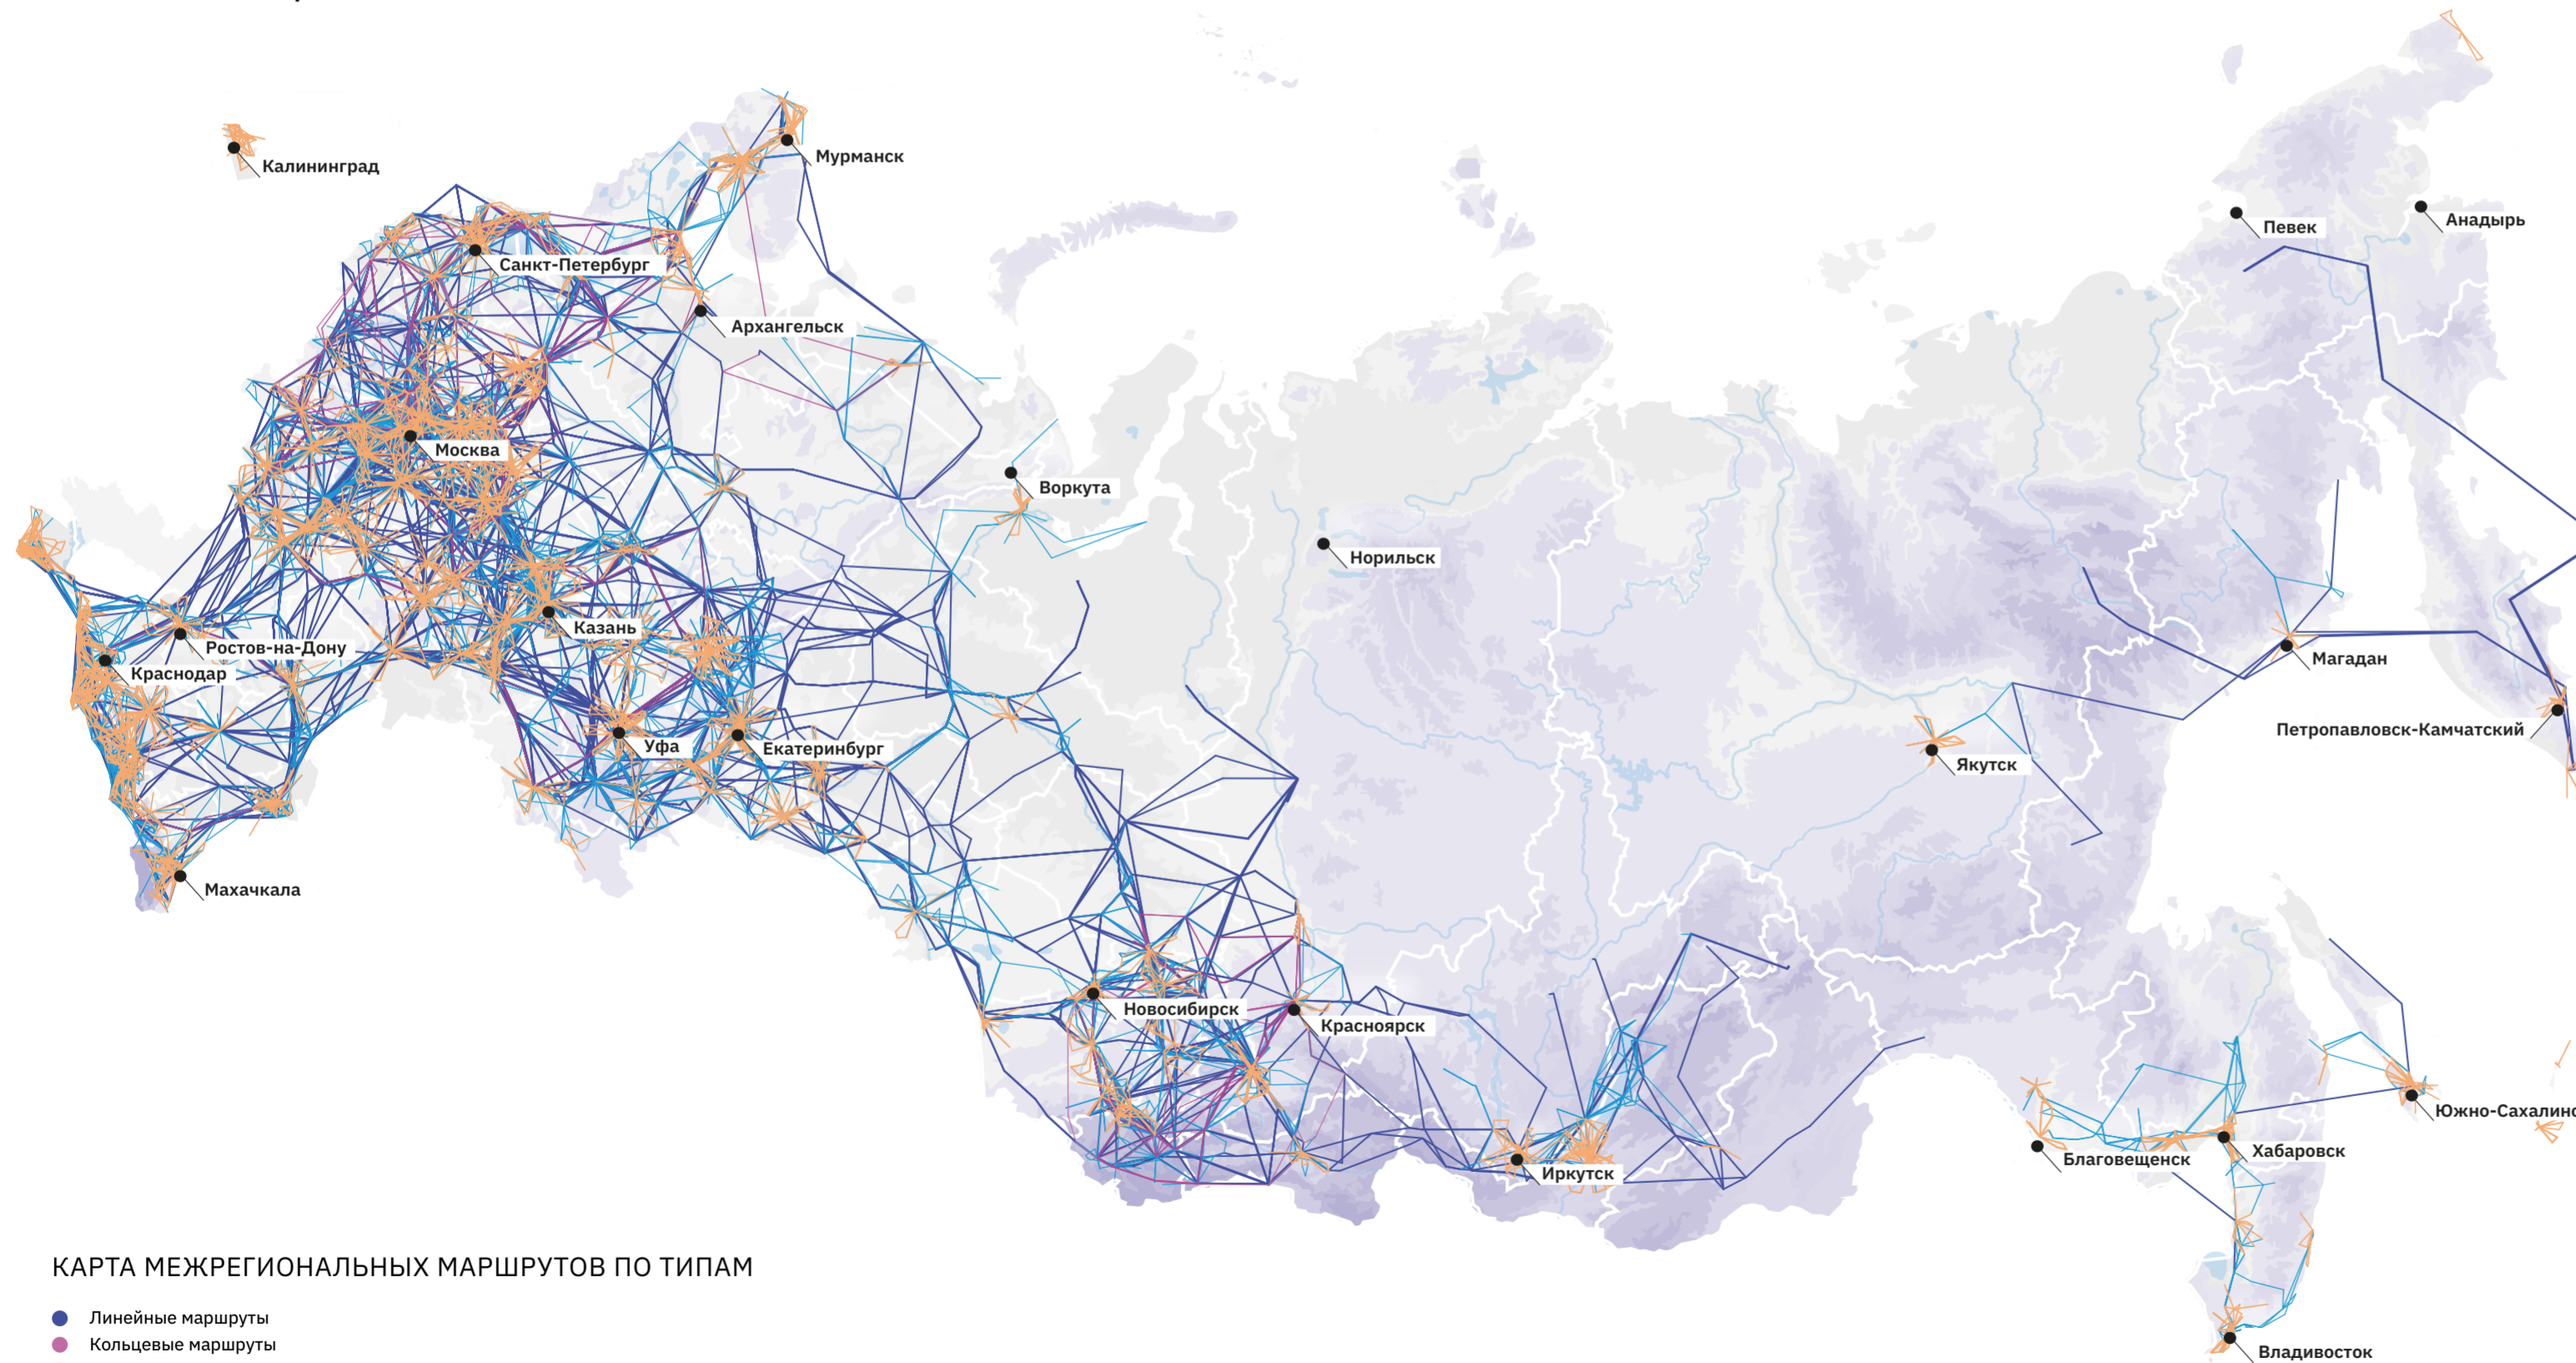 Мурманск
Калининград
Певек
Анадырь
Санкт-Петербург
Архангельск
Москва
Воркута
Норильск
Казань
Ростов-на-Дону
Краснодар
Магадан
Петропавловск-Камчатский
Уфа
Екатеринбург
Якутск
Махачкала
Новосибирск
Красноярск
Южно-Сахалинс
Благовещенск
Хабаровск
Иркутск
Владивосток
КАРТА МЕЖРЕГИОНАЛЬНЫХ МАРШРУТОВ ПО ТИПАМ
Линейные маршруты
Кольцевые маршруты